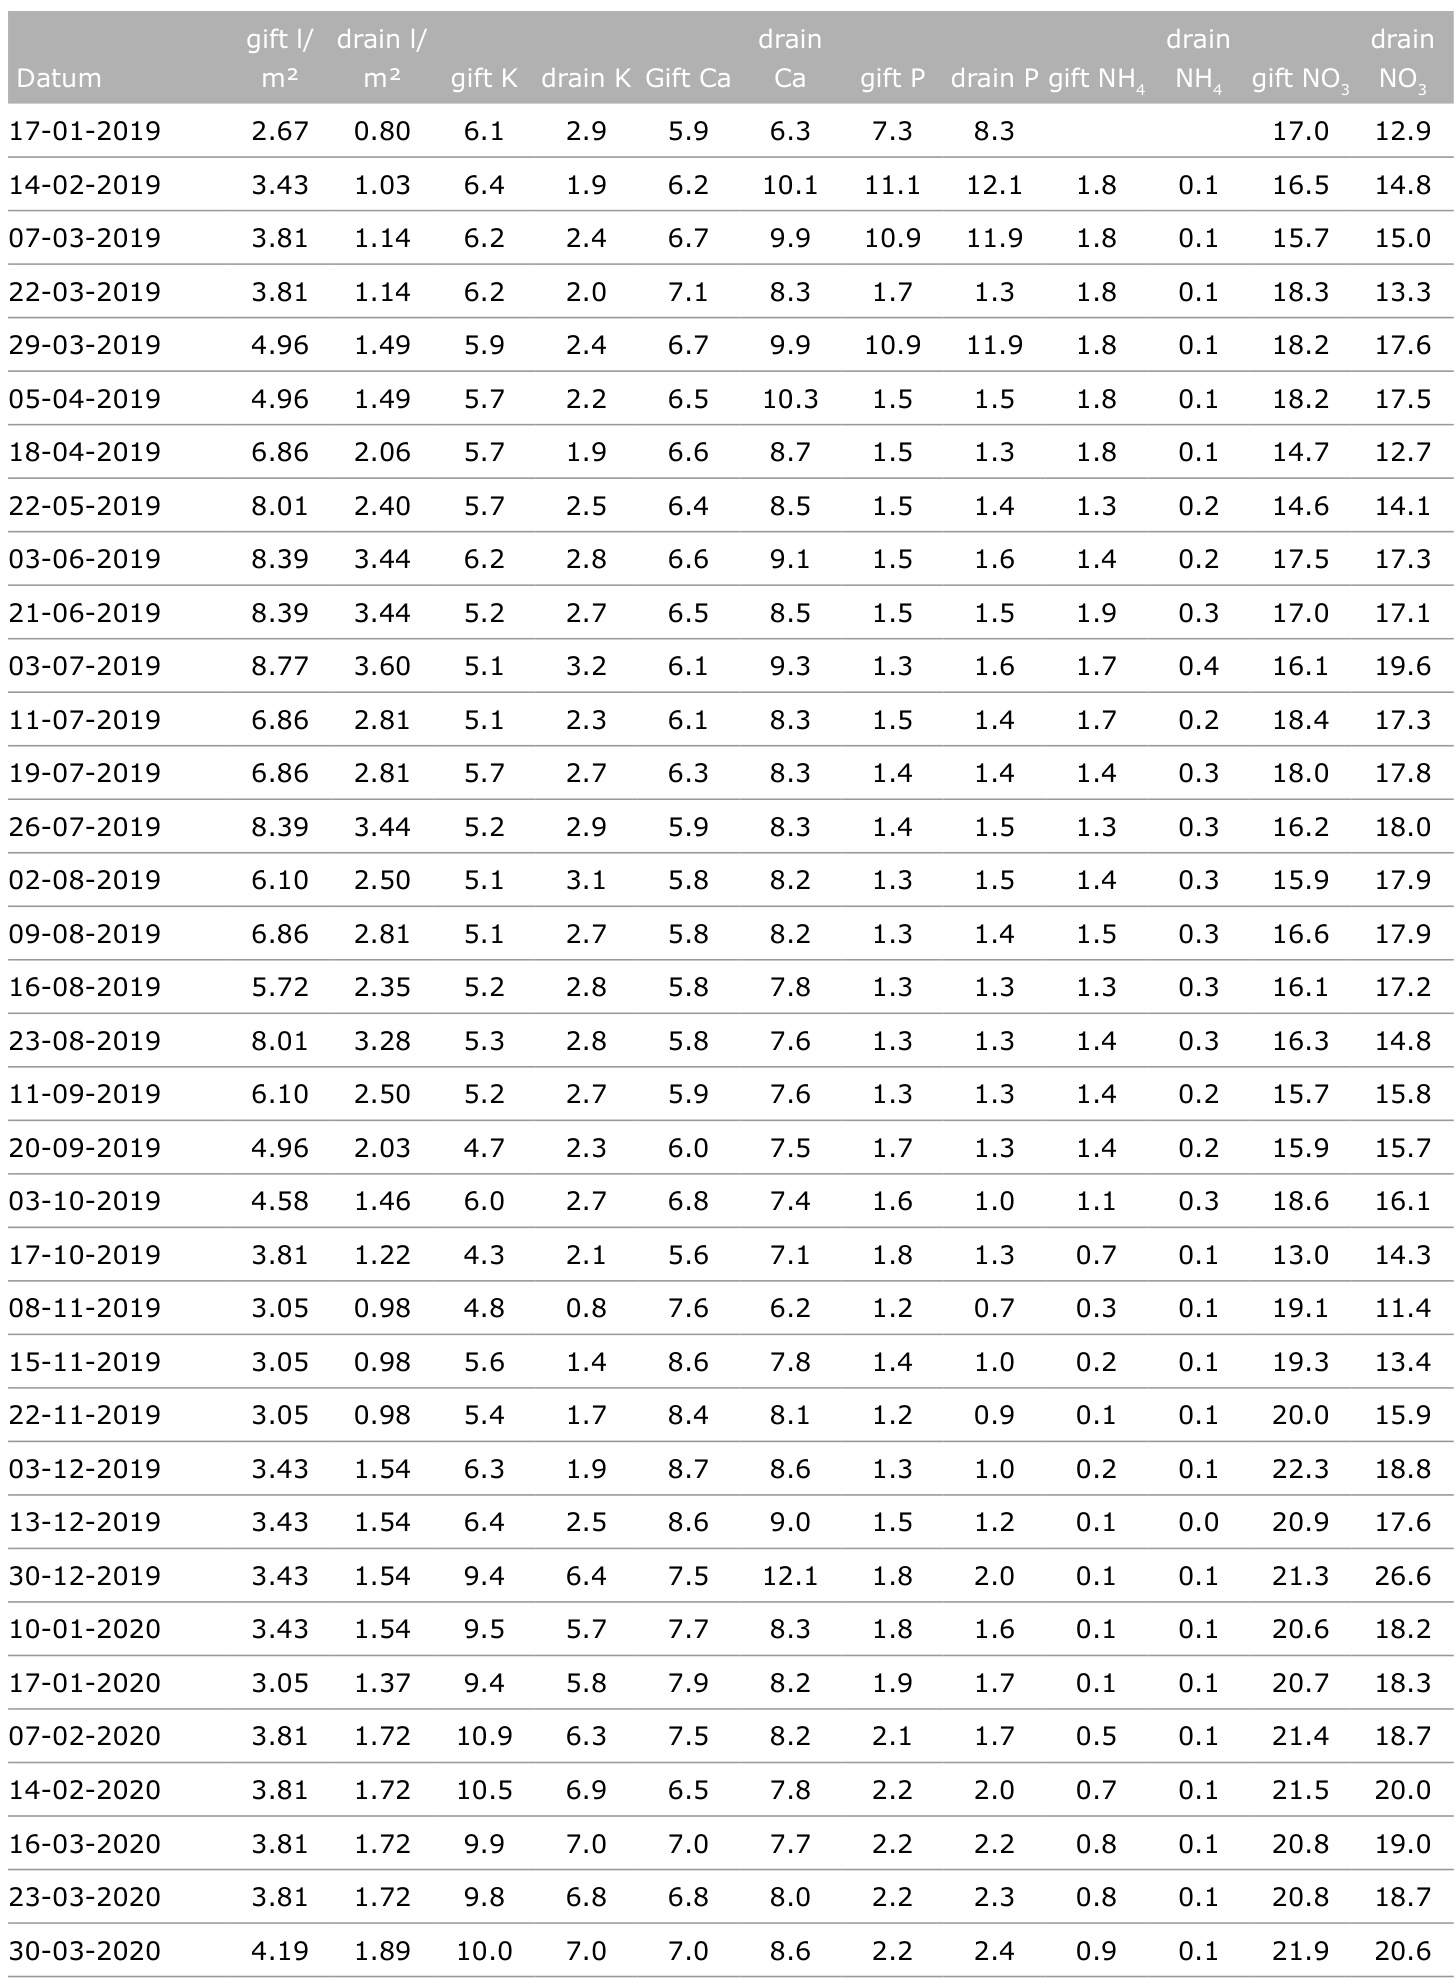 Datum gift l/ m² drain l/ m² gift K drain K Gift Ca drain Ca gift P drain P gift NH₄ drain NH₄ gift NO₃ drain NO₃
17-01-2019 2.67 0.80 6.1 2.9 5.9 6.3 7.3 8.3 17.0 12.9
14-02-2019 3.43 1.03 6.4 1.9 6.2 10.1 11.1 12.1 1.8 0.1 16.5 14.8
07-03-2019 3.81 1.14 6.2 2.4 6.7 9.9 10.9 11.9 1.8 0.1 15.7 15.0
22-03-2019 3.81 1.14 6.2 2.0 7.1 8.3 1.7 1.3 1.8 0.1 18.3 13.3
29-03-2019 4.96 1.49 5.9 2.4 6.7 9.9 10.9 11.9 1.8 0.1 18.2 17.6
05-04-2019 4.96 1.49 5.7 2.2 6.5 10.3 1.5 1.5 1.8 0.1 18.2 17.5
18-04-2019 6.86 2.06 5.7 1.9 6.6 8.7 1.5 1.3 1.8 0.1 14.7 12.7
22-05-2019 8.01 2.40 5.7 2.5 6.4 8.5 1.5 1.4 1.3 0.2 14.6 14.1
03-06-2019 8.39 3.44 6.2 2.8 6.6 9.1 1.5 1.6 1.4 0.2 17.5 17.3
21-06-2019 8.39 3.44 5.2 2.7 6.5 8.5 1.5 1.5 1.9 0.3 17.0 17.1
03-07-2019 8.77 3.60 5.1 3.2 6.1 9.3 1.3 1.6 1.7 0.4 16.1 19.6
11-07-2019 6.86 2.81 5.1 2.3 6.1 8.3 1.5 1.4 1.7 0.2 18.4 17.3
19-07-2019 6.86 2.81 5.7 2.7 6.3 8.3 1.4 1.4 1.4 0.3 18.0 17.8
26-07-2019 8.39 3.44 5.2 2.9 5.9 8.3 1.4 1.5 1.3 0.3 16.2 18.0
02-08-2019 6.10 2.50 5.1 3.1 5.8 8.2 1.3 1.5 1.4 0.3 15.9 17.9
09-08-2019 6.86 2.81 5.1 2.7 5.8 8.2 1.3 1.4 1.5 0.3 16.6 17.9
16-08-2019 5.72 2.35 5.2 2.8 5.8 7.8 1.3 1.3 1.3 0.3 16.1 17.2
23-08-2019 8.01 3.28 5.3 2.8 5.8 7.6 1.3 1.3 1.4 0.3 16.3 14.8
11-09-2019 6.10 2.50 5.2 2.7 5.9 7.6 1.3 1.3 1.4 0.2 15.7 15.8
20-09-2019 4.96 2.03 4.7 2.3 6.0 7.5 1.7 1.3 1.4 0.2 15.9 15.7
03-10-2019 4.58 1.46 6.0 2.7 6.8 7.4 1.6 1.0 1.1 0.3 18.6 16.1
17-10-2019 3.81 1.22 4.3 2.1 5.6 7.1 1.8 1.3 0.7 0.1 13.0 14.3
08-11-2019 3.05 0.98 4.8 0.8 7.6 6.2 1.2 0.7 0.3 0.1 19.1 11.4
15-11-2019 3.05 0.98 5.6 1.4 8.6 7.8 1.4 1.0 0.2 0.1 19.3 13.4
22-11-2019 3.05 0.98 5.4 1.7 8.4 8.1 1.2 0.9 0.1 0.1 20.0 15.9
03-12-2019 3.43 1.54 6.3 1.9 8.7 8.6 1.3 1.0 0.2 0.1 22.3 18.8
13-12-2019 3.43 1.54 6.4 2.5 8.6 9.0 1.5 1.2 0.1 0.0 20.9 17.6
30-12-2019 3.43 1.54 9.4 6.4 7.5 12.1 1.8 2.0 0.1 0.1 21.3 26.6
10-01-2020 3.43 1.54 9.5 5.7 7.7 8.3 1.8 1.6 0.1 0.1 20.6 18.2
17-01-2020 3.05 1.37 9.4 5.8 7.9 8.2 1.9 1.7 0.1 0.1 20.7 18.3
07-02-2020 3.81 1.72 10.9 6.3 7.5 8.2 2.1 1.7 0.5 0.1 21.4 18.7
14-02-2020 3.81 1.72 10.5 6.9 6.5 7.8 2.2 2.0 0.7 0.1 21.5 20.0
16-03-2020 3.81 1.72 9.9 7.0 7.0 7.7 2.2 2.2 0.8 0.1 20.8 19.0
23-03-2020 3.81 1.72 9.8 6.8 6.8 8.0 2.2 2.3 0.8 0.1 20.8 18.7
30-03-2020 4.19 1.89 10.0 7.0 7.0 8.6 2.2 2.4 0.9 0.1 21.9 20.6